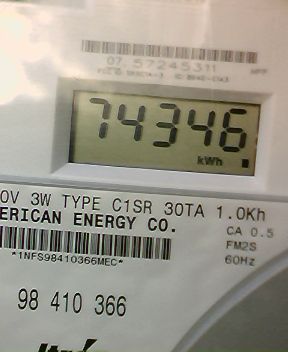 07. 57245311
74346
kWh
0V 3W TYPE C1SR 30TA 1.0Kh
ERICAN ENERGY CO.
CA 0.5
FM2S
*1NFS98410366MEC*
60Hz
98 410 366